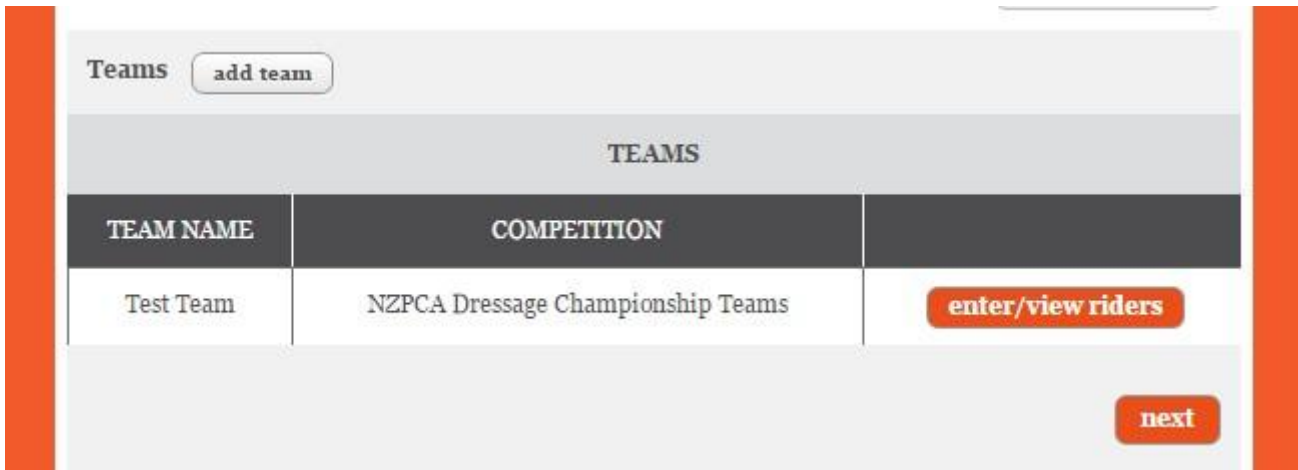 Teams add team
TEAMS
TEAM NAME COMPETITION
Test Team NZPCA Dressage Championship Teams enter/view riders
next